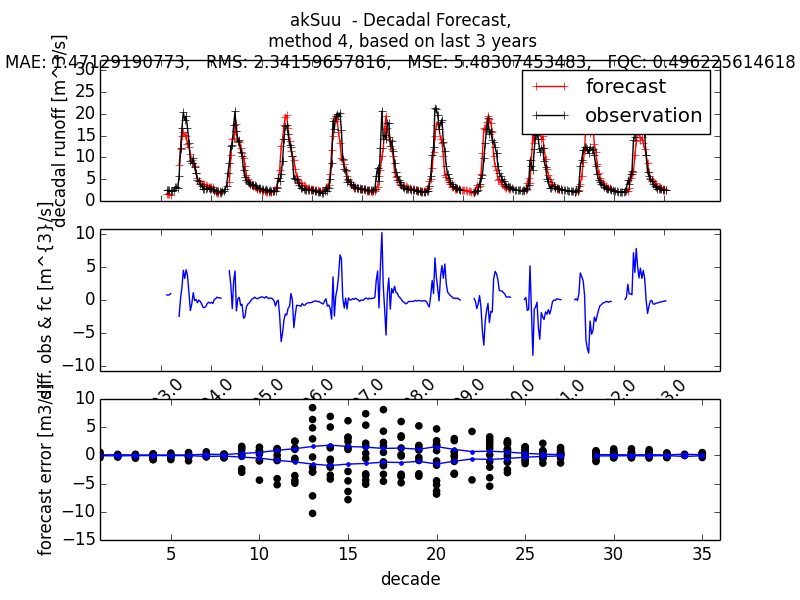 akSuu - Decadal Forecast,
method 4, based on last 3 years
RMS: 2.34159657816, MSE: 5.48307453483, FQC: 0.496225614618
forecast
observation
decadal runoff [m^3/s]
30
25
20
15
10
5
0
diff. obs & fc [m^{3}/s]
10
5
0
−5
−10
forecast error [m3/s]
10
5
0
−5
−10
−15
5 10 15 20 25 30 35
decade